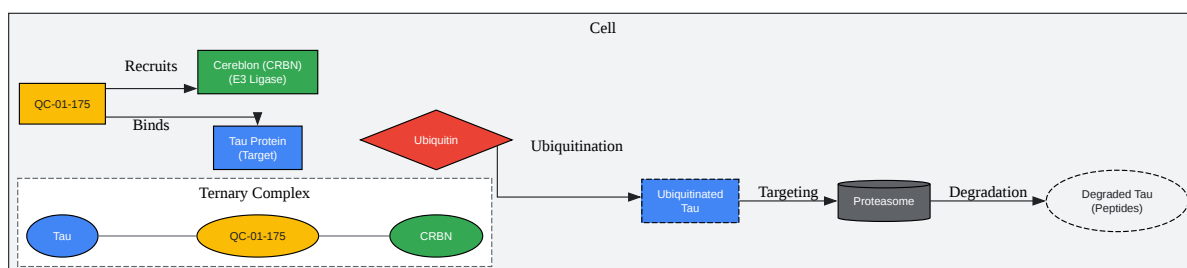 Cell
Recruits
Cereblon (CRBN)
(E3 Ligase)
QC-01-175
Binds
Tau Protein
(Target)
Ubiquitin
Ubiquitination
Ternary Complex
Tau
QC-01-175
CRBN
Ubiquitinated
Tau
Targeting
Proteasome
Degradation
Degraded Tau
(Peptides)